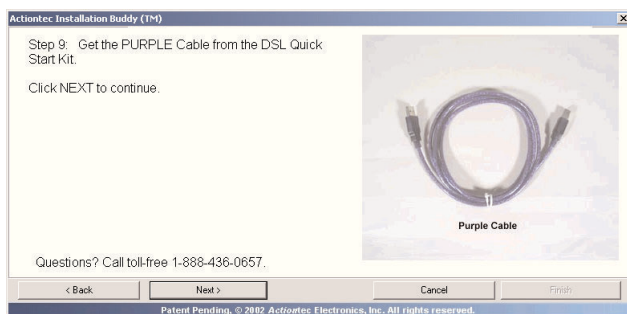 Actiontec Installation Buddy (TM)
Step 9: Get the PURPLE Cable from the DSL Quick
Start Kit.
Click NEXT to continue.
Purple Cable
Questions? Call toll-free 1-888-436-0657.
< Back
Next >
Cancel
Finish
Patent Pending, © 2002 Actiontec Electronics, Inc. All rights reserved.